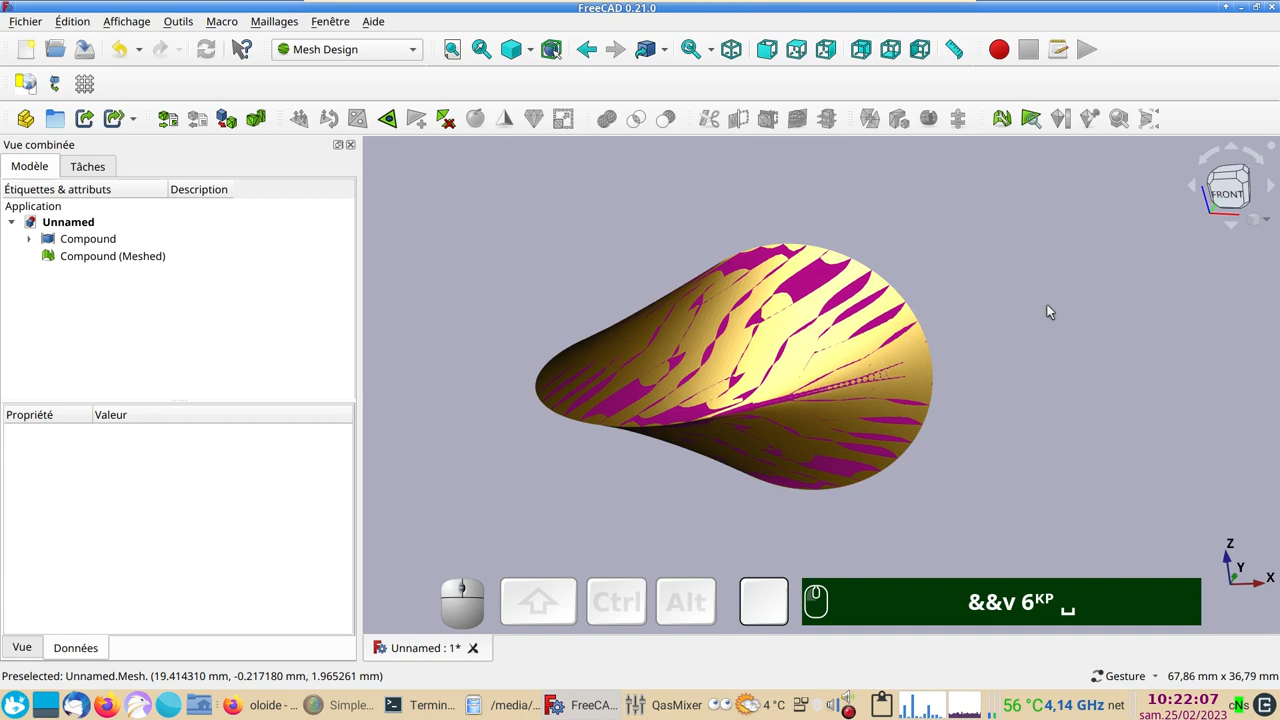 FreeCAD 0.21.0
Fichier Édition Affichage Outils Macro Maillages Fenêtre Aide
Mesh Design
Vue combinée
Modèle Tâches
Étiquettes & attributs Description
Application
Unnamed
Compound
Compound (Meshed)
FRONT
Propriété Valeur
Z
Y
X
Ctrl Alt &&v 6ᴷᴾ ␣
Vue Données
Unnamed : 1*
Preselected: Unnamed.Mesh. (19.414310 mm, -0.217180 mm, 1.965261 mm) Gesture 67,86 mm x 36,79 mm
oloide - Simple... Termin... /media/ FreeCA... QasMixer 4 °C 56 °C 4,14 GHz net 10:22:07
sam.25/02/2023